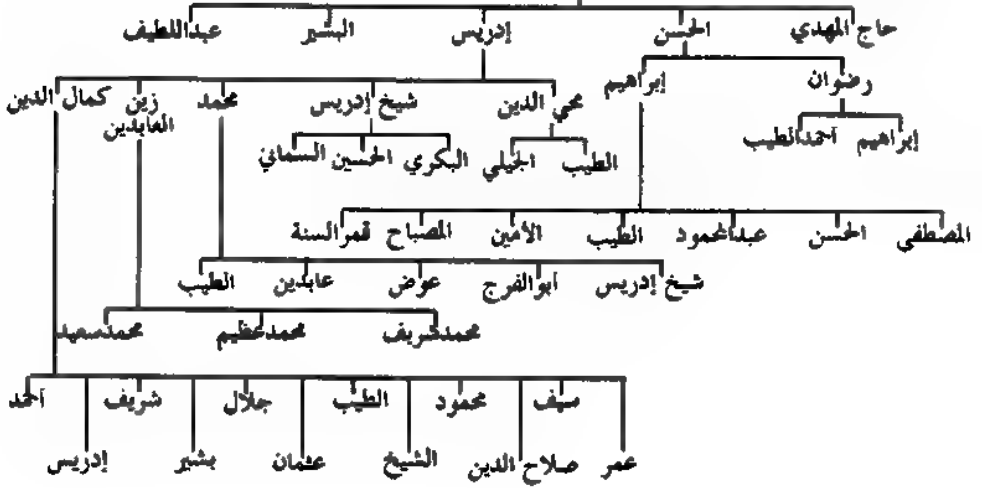 حاج المهدي الحسن إدريس البشير عبداللطيف
رضوان إبراهيم محي الدين شيخ إدريس محمد زين العابدين كمال الدين
إبراهيم أحمدالطيب الطيب الجيلي البكري الحسين السماني
المصطفي الحسن عبدالمحمود الطيب الأمين المصباح قمرالسنة
شيخ إدريس أبوالفرج عوض عابدين الطيب
محمدشريف محمدعظيم محمدسعيد
سيف محمود الطيب جلال شريف أحمد
عمر صلاح الدين الشيخ عثمان بشير إدريس